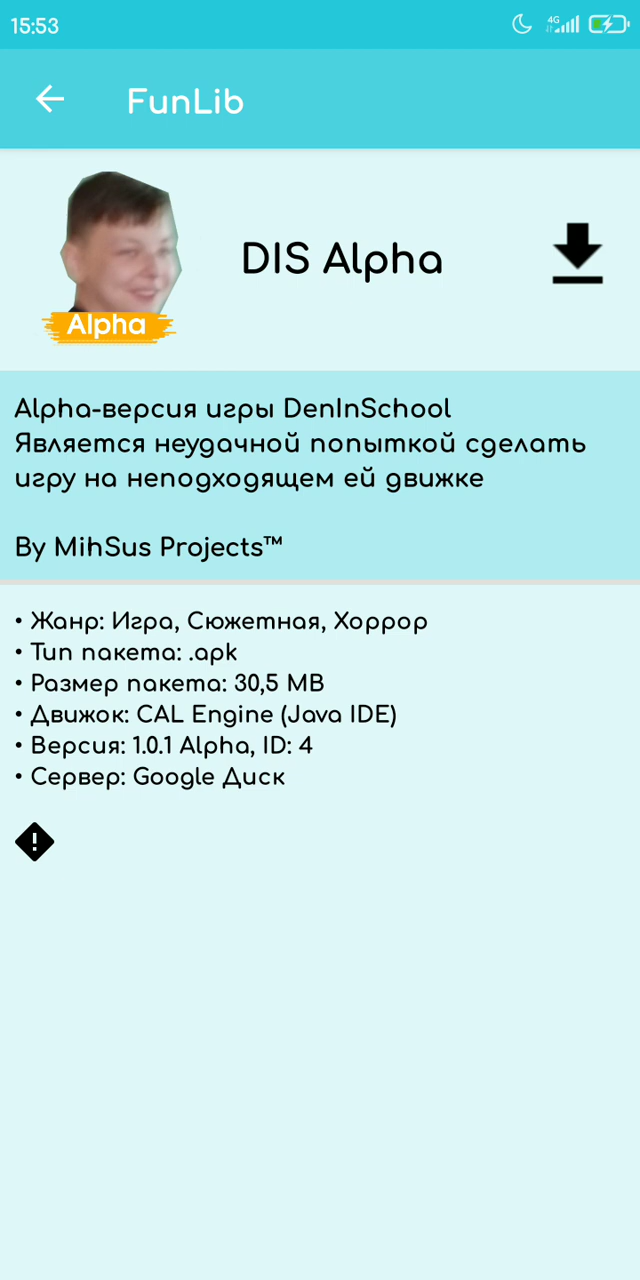 15:53
4G
FunLib
DIS Alpha
Alpha
Alpha-версия игры DenInSchool
Является неудачной попыткой сделать
игру на неподходящем ей движке
By MihSus Projects™
• Жанр: Игра, Сюжетная, Хоррор
• Тип пакета: .apk
• Размер пакета: 30,5 MB
• Движок: CAL Engine (Java IDE)
• Версия: 1.0.1 Alpha, ID: 4
• Сервер: Google Диск